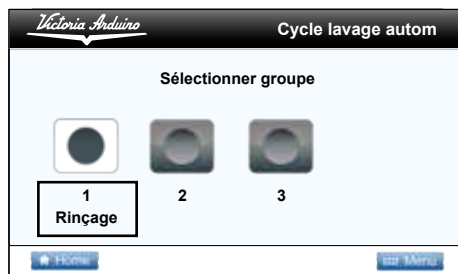 Victoria Arduino
Cycle lavage autom
Sélectionner groupe
1 2 3
Rinçage
Home Menu